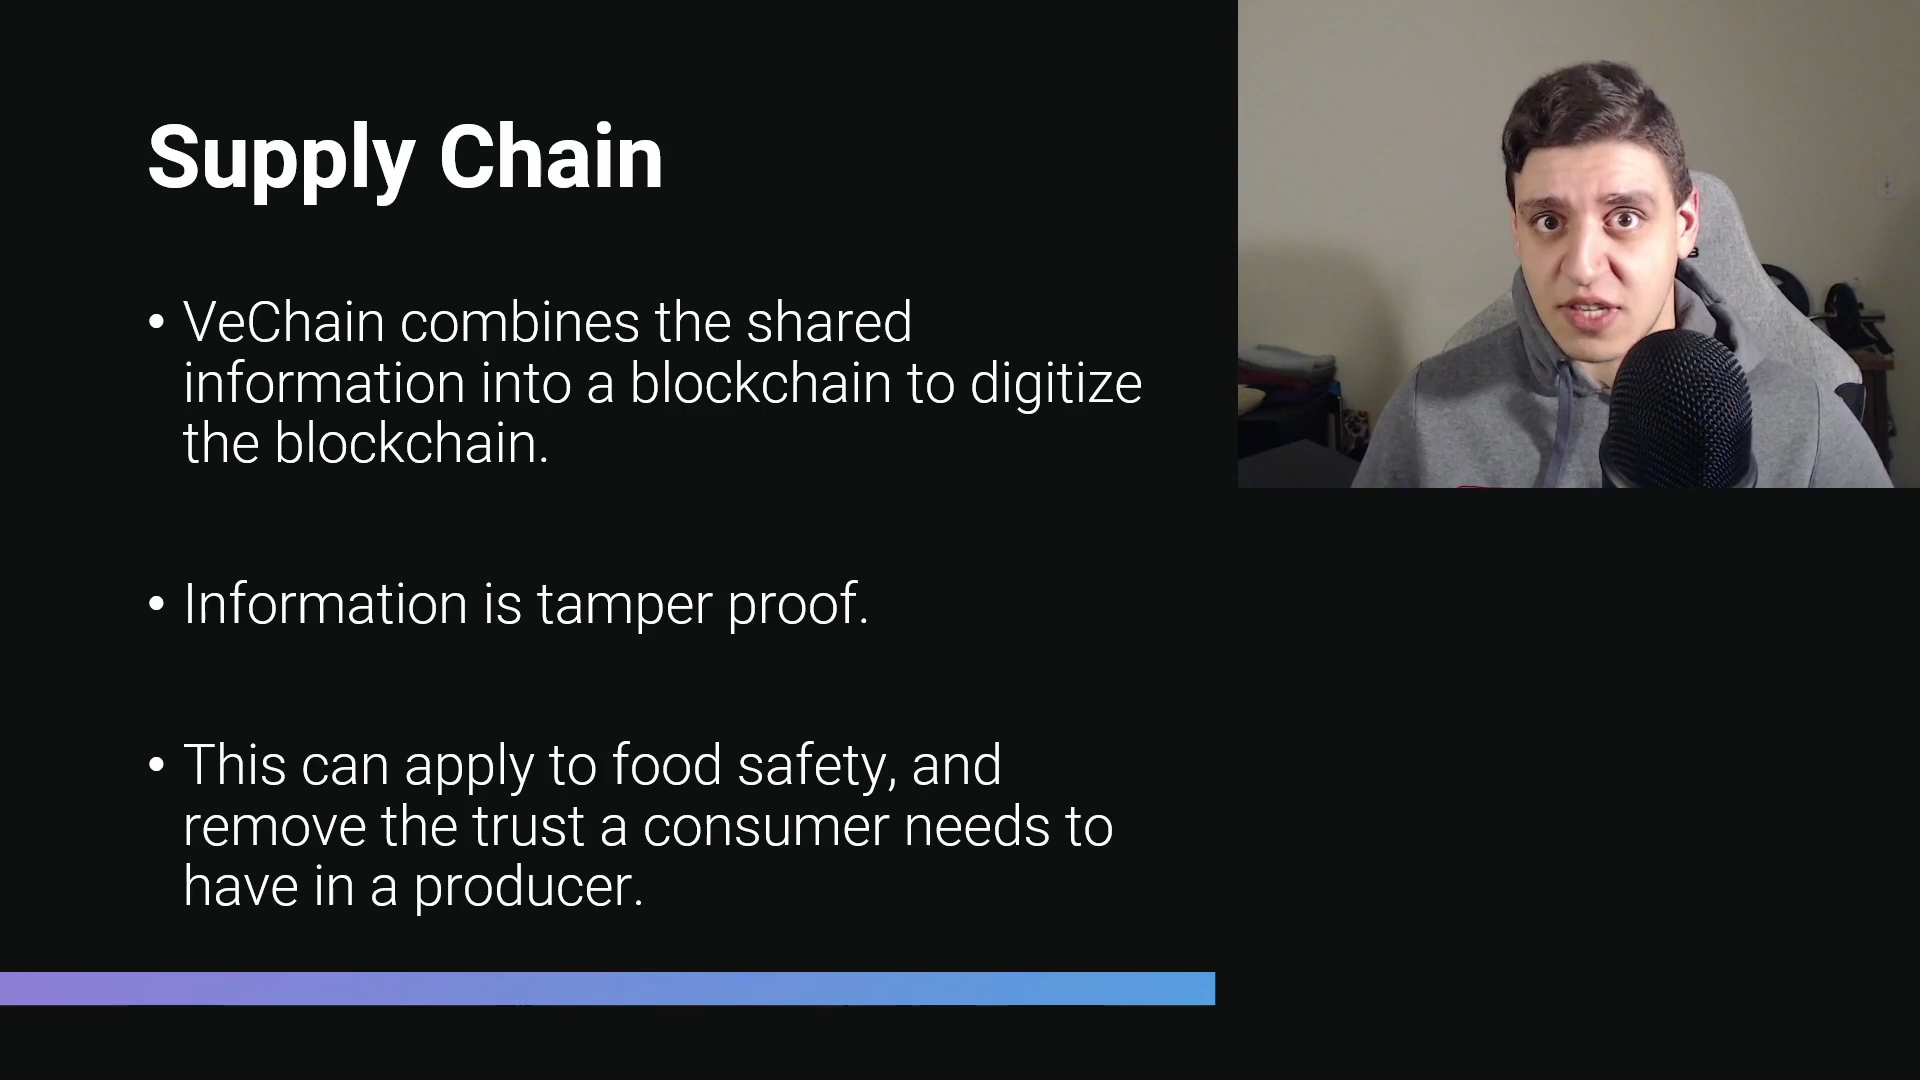 Supply Chain
• VeChain combines the shared
information into a blockchain to digitize
the blockchain.
• Information is tamper proof.
• This can apply to food safety, and
remove the trust a consumer needs to
have in a producer.